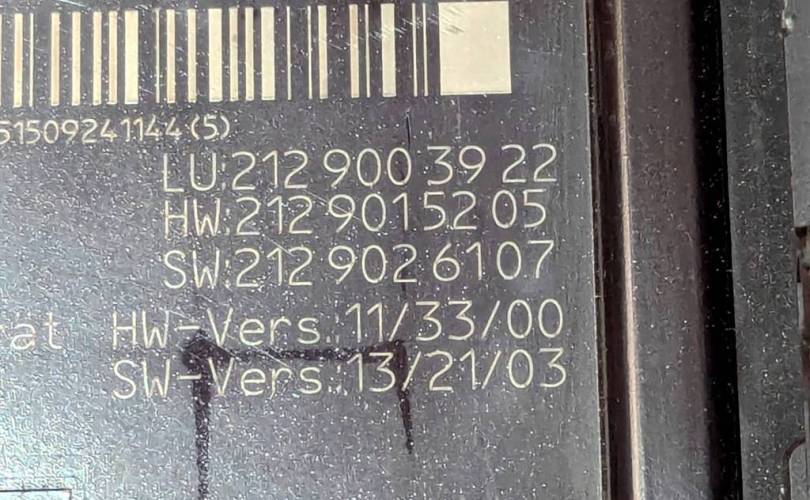 51509241144(5)
LU:212 900 39 22
HW:212 901 52 05
SW:212 902 61 07
HW-Vers.:11/33/00
SW-Vers.:13/21/03